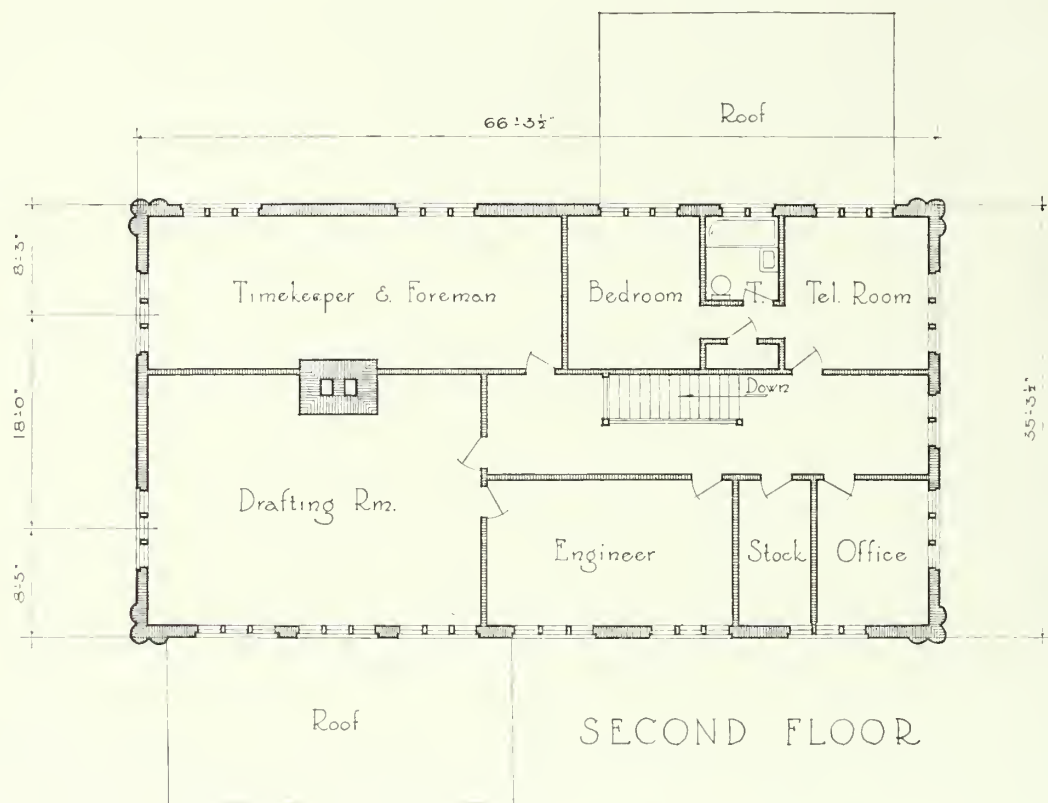 Roof
66'-3½"
8'-3"
Timekeeper & Foreman
Bedroom
T.
Tel. Room
Down
18'-0"
35'-3½"
Drafting Rm.
Engineer
Stock
Office
8'-3"
Roof
SECOND FLOOR